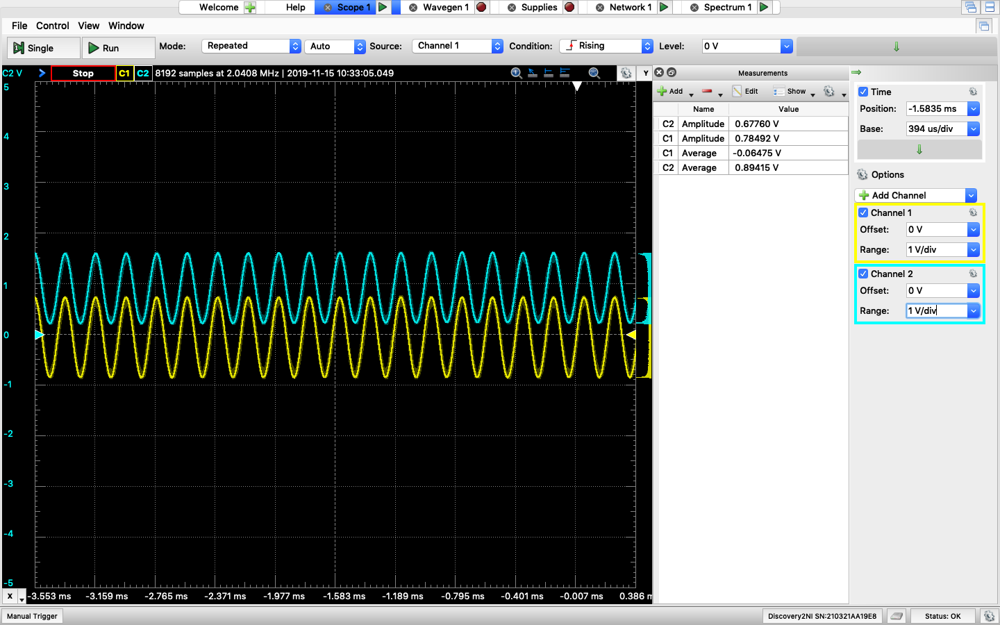 Welcome Help Scope 1 Wavegen 1 Supplies Network 1 Spectrum 1
File Control View Window
Single Run Mode: Repeated Auto Source: Channel 1 Condition: Rising Level: 0 V
C2 V Stop C1 C2 8192 samples at 2.0408 MHz | 2019-11-15 10:33:05.049 Y
5
4
3
2
1
0
-1
-2
-3
-4
-5
X -3.553 ms -3.159 ms -2.765 ms -2.371 ms -1.977 ms -1.583 ms -1.189 ms -0.795 ms -0.401 ms -0.007 ms 0.386 m
Measurements
Add Edit Show
Name Value
C2 Amplitude 0.67760 V
C1 Amplitude 0.78492 V
C1 Average -0.06475 V
C2 Average 0.89415 V
Time
Position: -1.5835 ms
Base: 394 us/div
Options
Add Channel
Channel 1
Offset: 0 V
Range: 1 V/div
Channel 2
Offset: 0 V
Range: 1 V/div
Manual Trigger Discovery2NI SN:210321AA19E8 Status: OK